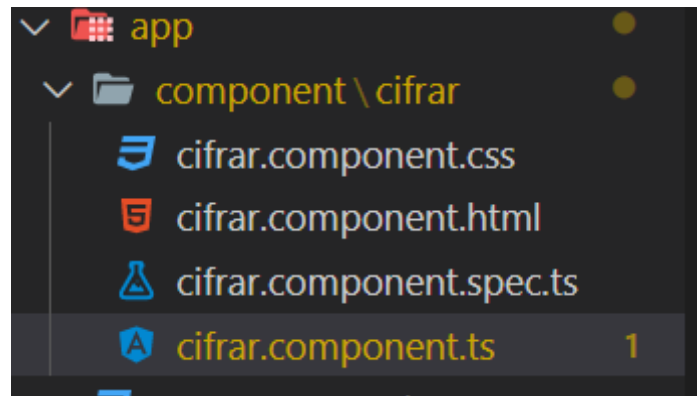 app
component \ cifrar
cifrar.component.css
cifrar.component.html
cifrar.component.spec.ts
cifrar.component.ts 1